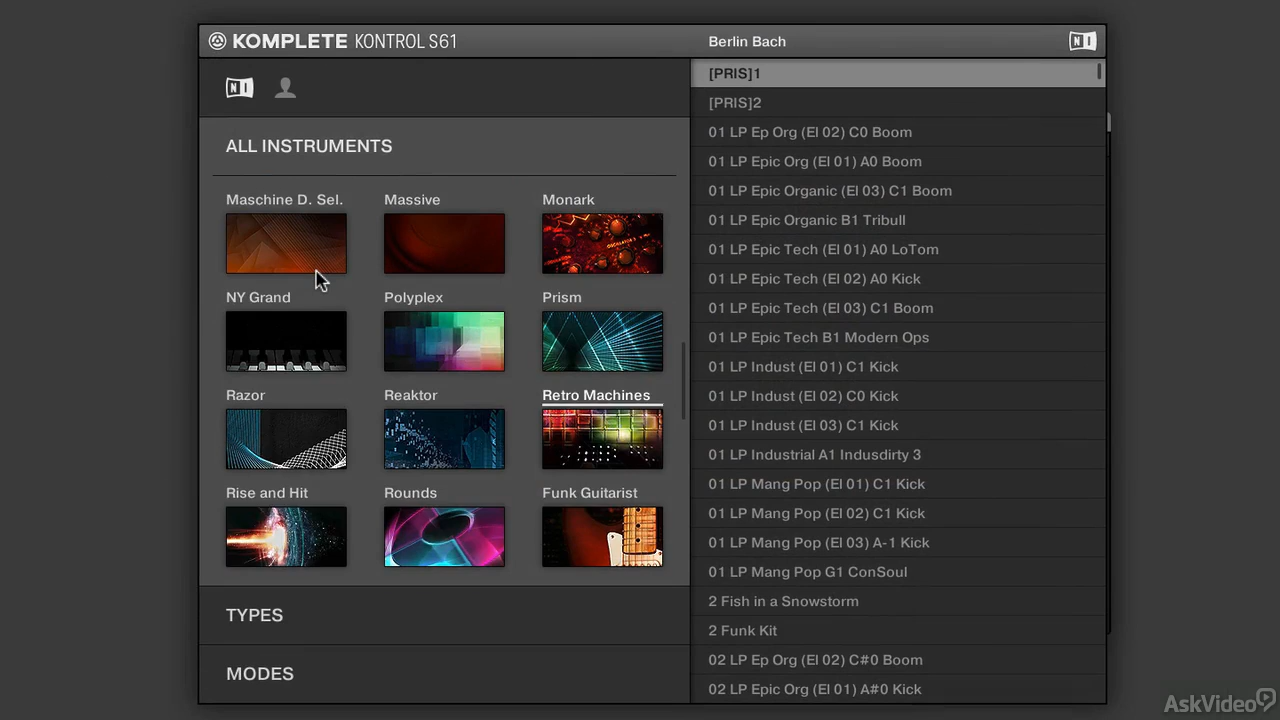 KOMPLETE KONTROL S61
Berlin Bach
NI
NI
ALL INSTRUMENTS
Maschine D. Sel.
Massive
Monark
NY Grand
Polyplex
Prism
Razor
Reaktor
Retro Machines
Rise and Hit
Rounds
Funk Guitarist
TYPES
MODES
[PRIS]1
[PRIS]2
01 LP Ep Org (El 02) C0 Boom
01 LP Epic Org (El 01) A0 Boom
01 LP Epic Organic (El 03) C1 Boom
01 LP Epic Organic B1 Tribull
01 LP Epic Tech (El 01) A0 LoTom
01 LP Epic Tech (El 02) A0 Kick
01 LP Epic Tech (El 03) C1 Boom
01 LP Epic Tech B1 Modern Ops
01 LP Indust (El 01) C1 Kick
01 LP Indust (El 02) C0 Kick
01 LP Indust (El 03) C1 Kick
01 LP Industrial A1 Indusdirty 3
01 LP Mang Pop (El 01) C1 Kick
01 LP Mang Pop (El 02) C1 Kick
01 LP Mang Pop (El 03) A-1 Kick
01 LP Mang Pop G1 ConSoul
2 Fish in a Snowstorm
2 Funk Kit
02 LP Ep Org (El 02) C#0 Boom
02 LP Epic Org (El 01) A#0 Kick
AskVideo